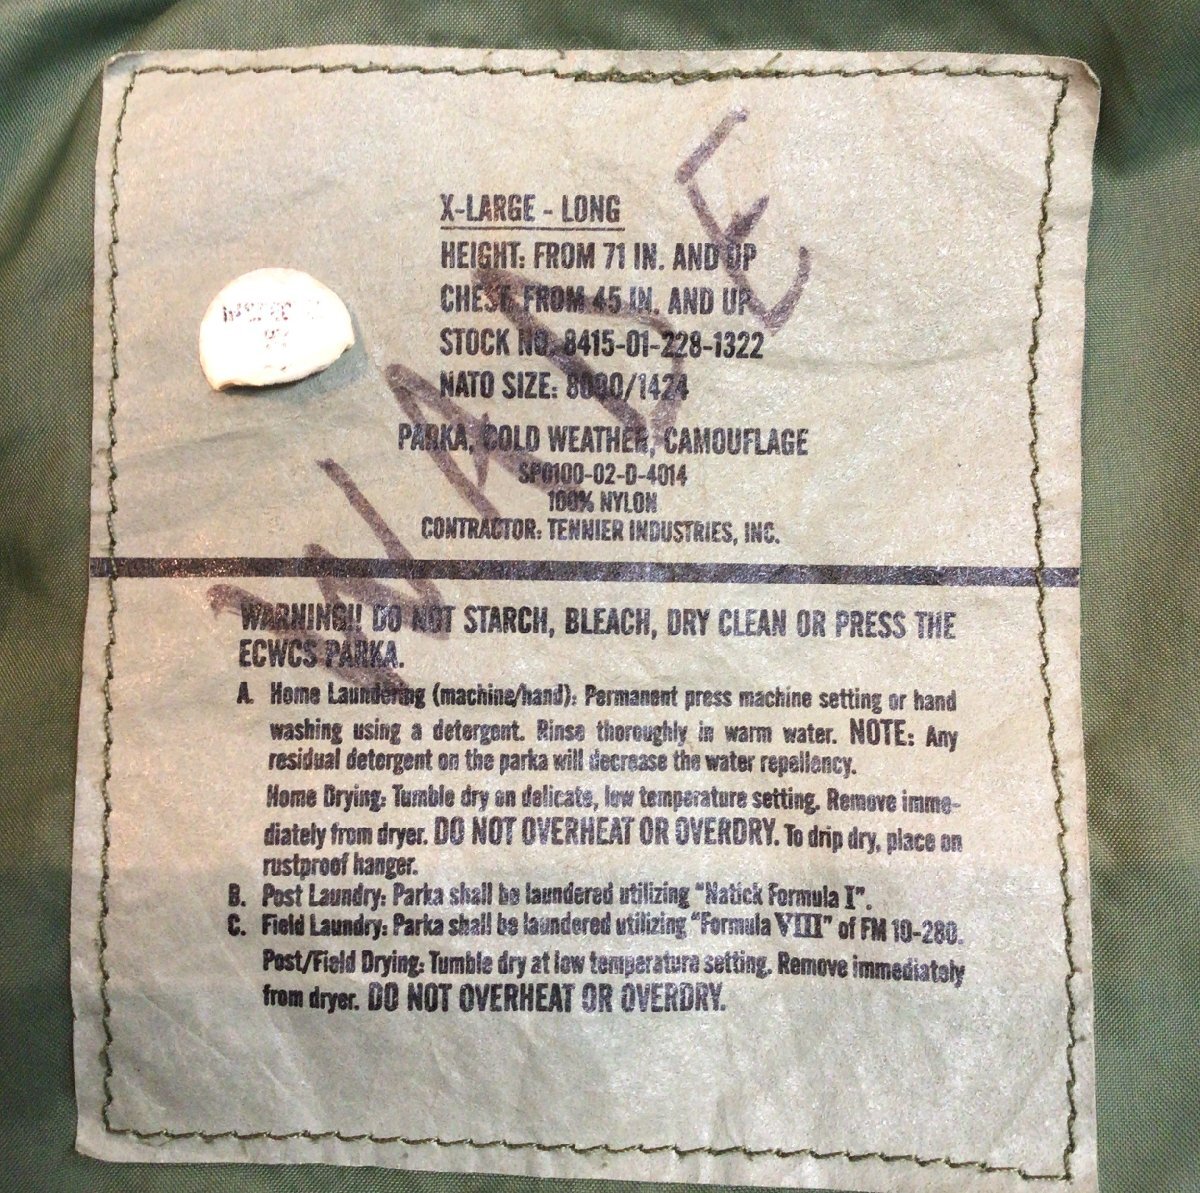 X-LARGE - LONG
HEIGHT: FROM 71 IN. AND UP
CHEST: FROM 45 IN. AND UP
STOCK NO. 8415-01-228-1322
NATO SIZE: 8090/1424
PARKA, COLD WEATHER, CAMOUFLAGE
SP0100-02-D-4014
100% NYLON
CONTRACTOR: TENNIER INDUSTRIES, INC.
WADE
WARNING!! DO NOT STARCH, BLEACH, DRY CLEAN OR PRESS THE
ECWCS PARKA.
A. Home Laundering (machine/hand): Permanent press machine setting or hand
washing using a detergent. Rinse thoroughly in warm water. NOTE: Any
residual detergent on the parka will decrease the water repellency.
Home Drying: Tumble dry on delicate, low temperature setting. Remove imme-
diately from dryer. DO NOT OVERHEAT OR OVERDRY. To drip dry, place on
rustproof hanger.
B. Post Laundry: Parka shall be laundered utilizing "Natick Formula I".
C. Field Laundry: Parka shall be laundered utilizing "Formula VIII" of FM 10-280.
Post/Field Drying: Tumble dry at low temperature setting. Remove immediately
from dryer. DO NOT OVERHEAT OR OVERDRY.